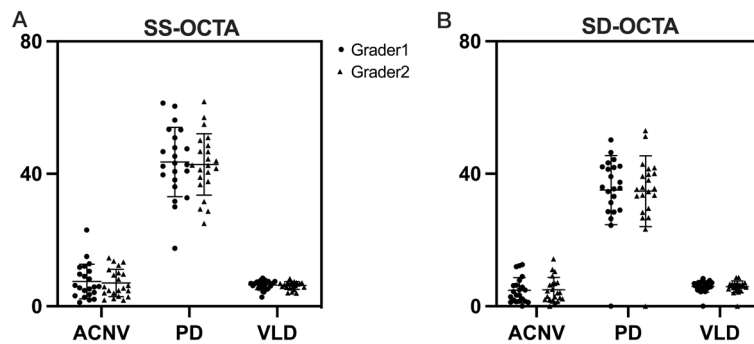 A
SS-OCTA
80
40
0
ACNV PD VLD
Grader1
Grader2
B
SD-OCTA
80
40
0
ACNV PD VLD